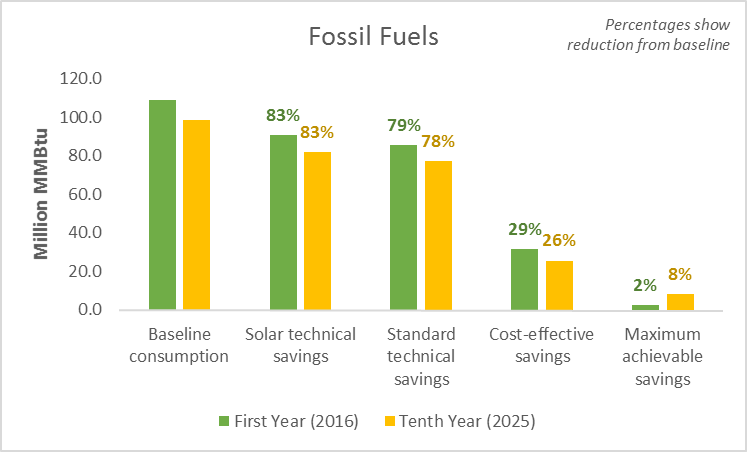 Fossil Fuels
Percentages show
reduction from baseline
Million MMBtu
120.0
100.0
80.0
60.0
40.0
20.0
0.0
83%
83%
79%
78%
29%
26%
2%
8%
Baseline
consumption
Solar technical
savings
Standard
technical
savings
Cost-effective
savings
Maximum
achievable
savings
First Year (2016)
Tenth Year (2025)